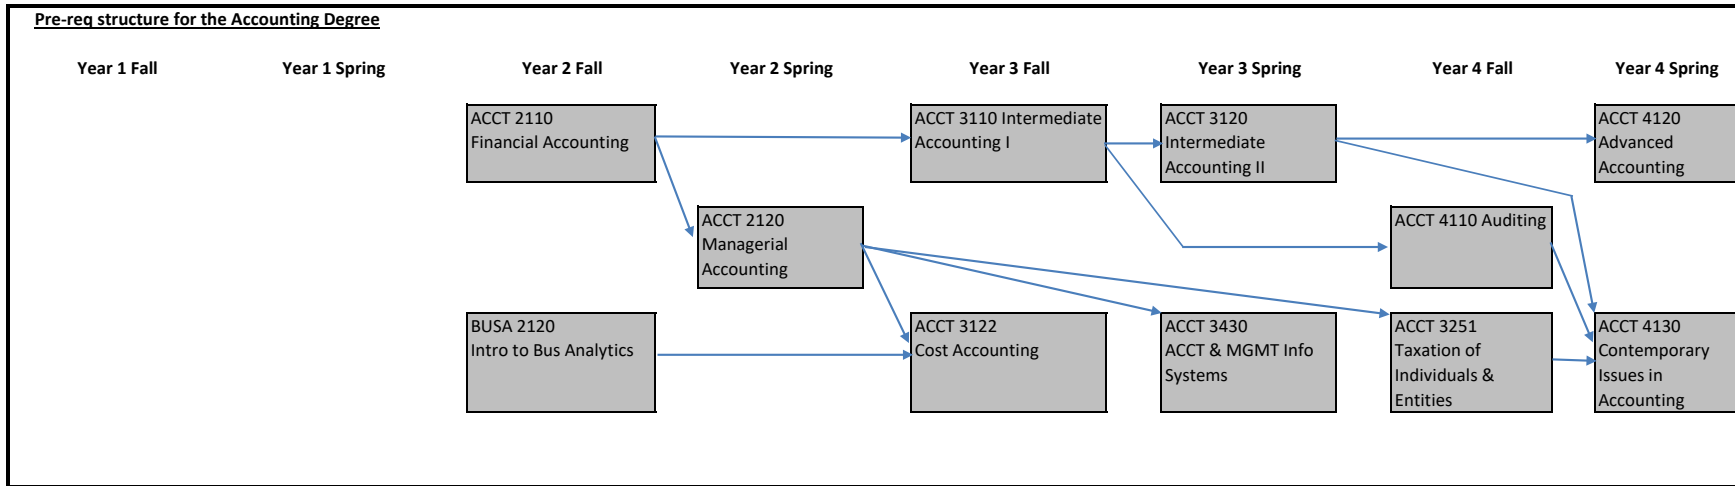 Pre-req structure for the Accounting Degree
Year 1 Fall
Year 1 Spring
Year 2 Fall
Year 2 Spring
Year 3 Fall
Year 3 Spring
Year 4 Fall
Year 4 Spring
ACCT 2110
Financial Accounting
ACCT 3110 Intermediate
Accounting I
ACCT 3120
Intermediate
Accounting II
ACCT 4120
Advanced
Accounting
ACCT 2120
Managerial
Accounting
ACCT 4110 Auditing
BUSA 2120
Intro to Bus Analytics
ACCT 3122
Cost Accounting
ACCT 3430
ACCT & MGMT Info
Systems
ACCT 3251
Taxation of
Individuals &
Entities
ACCT 4130
Contemporary
Issues in
Accounting